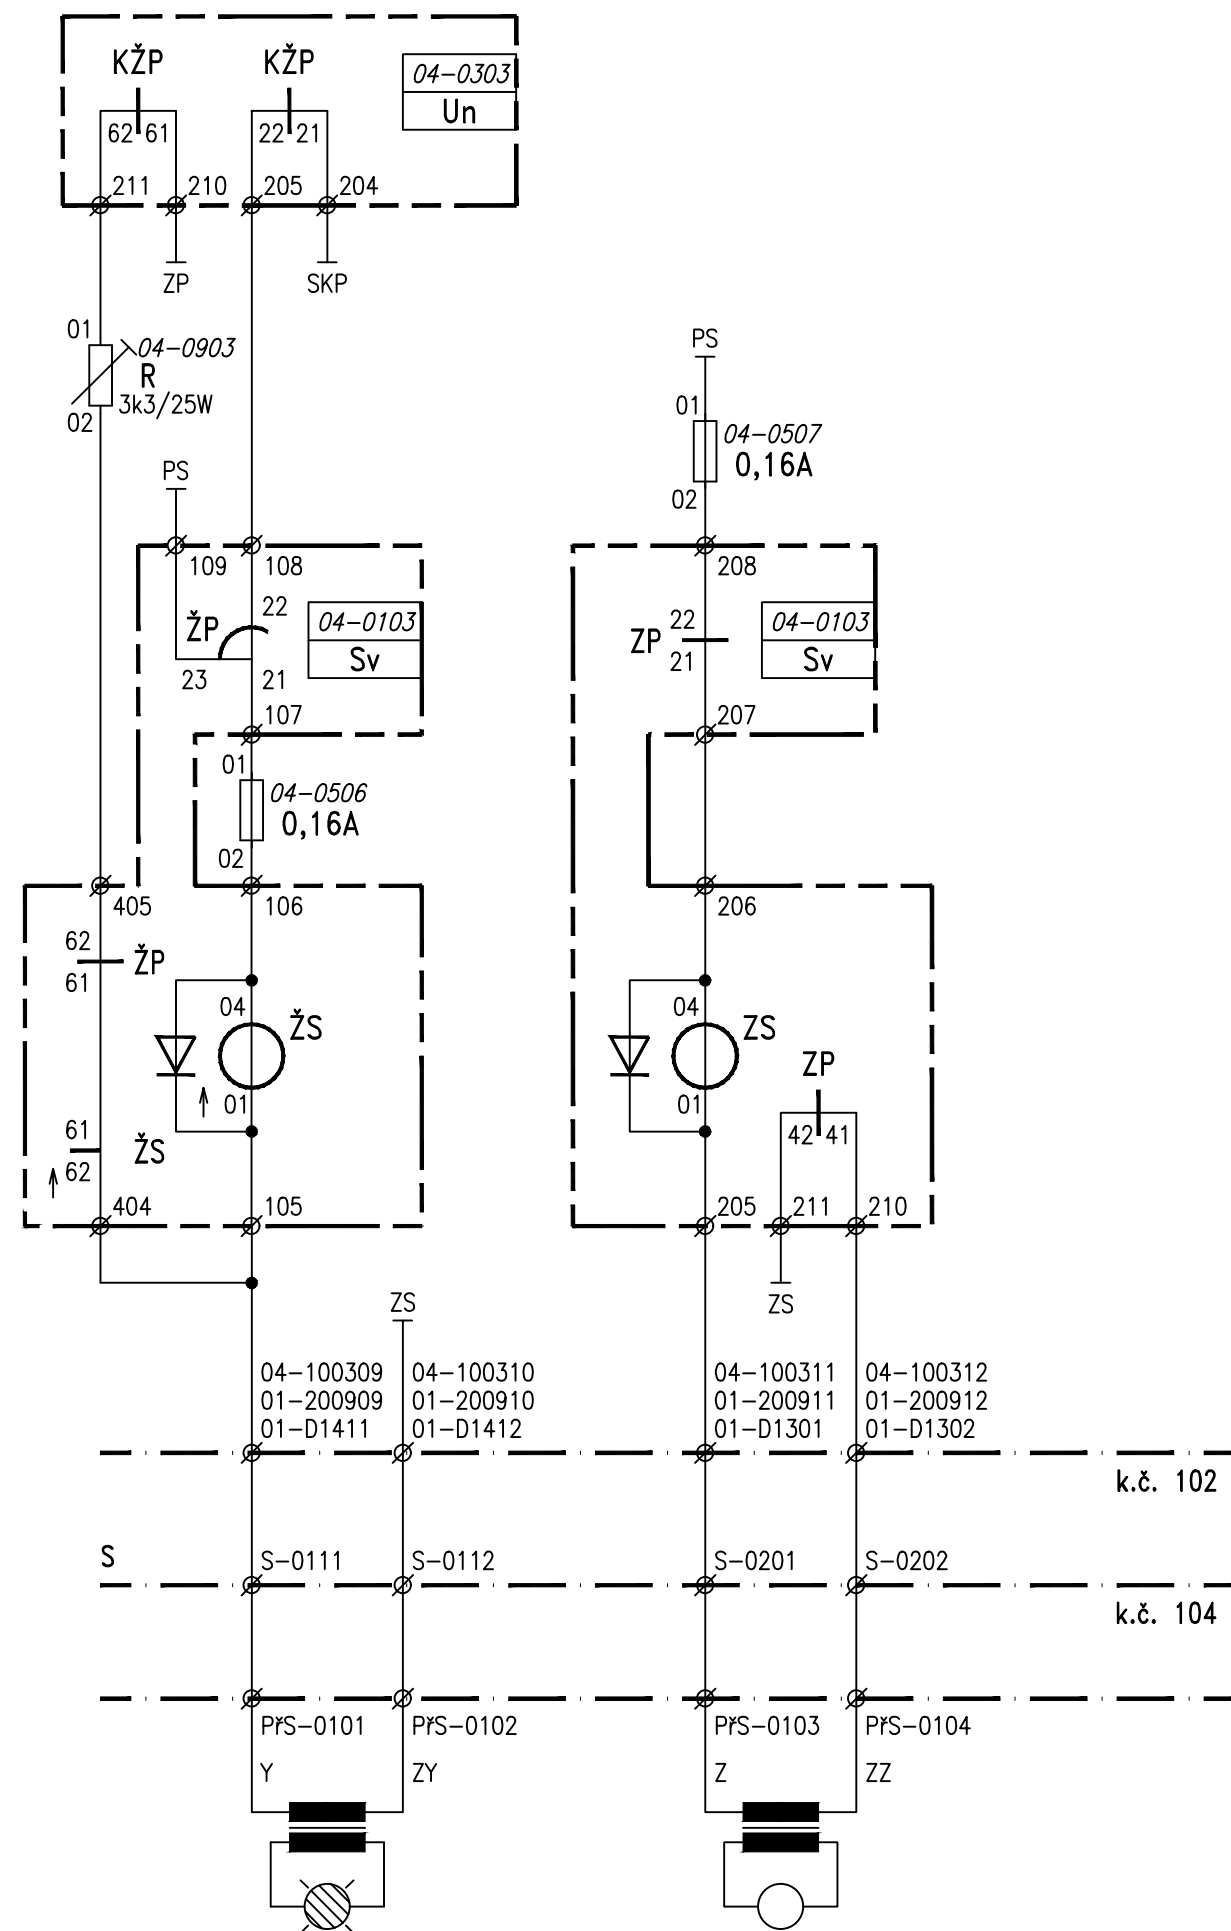 KŽP
KŽP
04-0303
Un
62 61
22 21
211
210
205
204
ZP
SKP
01
04-0903
R
3k3/25W
02
PS
01
04-0507
0,16A
02
PS
109
108
208
22
ŽP
04-0103
Sv
23
21
22
ZP
21
04-0103
Sv
107
207
01
04-0506
0,16A
02
405
106
206
62
ŽP
61
04
ŽS
01
04
ZS
01
ZP
42 41
61
ŽS
62
404
105
205
211
210
ZS
ZS
04-100309
01-200909
01-D1411
04-100310
01-200910
01-D1412
04-100311
01-200911
01-D1301
04-100312
01-200912
01-D1302
k.č. 102
S
S-0111
S-0112
S-0201
S-0202
k.č. 104
PřS-0101
PřS-0102
PřS-0103
PřS-0104
Y
ZY
Z
ZZ